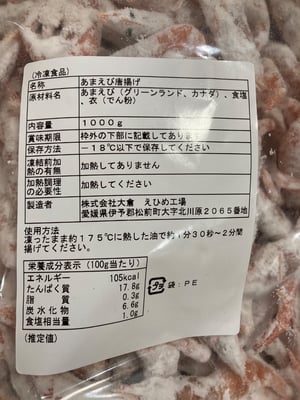 (冷凍食品)
名称 あまえび唐揚げ
原材料名 あまえび(グリーンランド、カナダ)、食塩、衣(でん粉)
内容量 1000g
賞味期限 枠外の下部に記載してあります
保存方法 -18℃以下で保存してください
凍結前加熱の有無 加熱してありません
加熱調理の必要性 加熱してください
製造者 株式会社大倉 えひめ工場
愛媛県伊予郡松前町大字北川原2065番地
使用方法
凍ったまま約175℃に熱した油で約1分30秒~2分間
揚げてください。
栄養成分表示(100g当たり)
エネルギー 105kcal
たんぱく質 17.8g
脂質 0.3g
炭水化物 6.6g
食塩相当量 1.0g
(推定値)
プラ 袋:PE